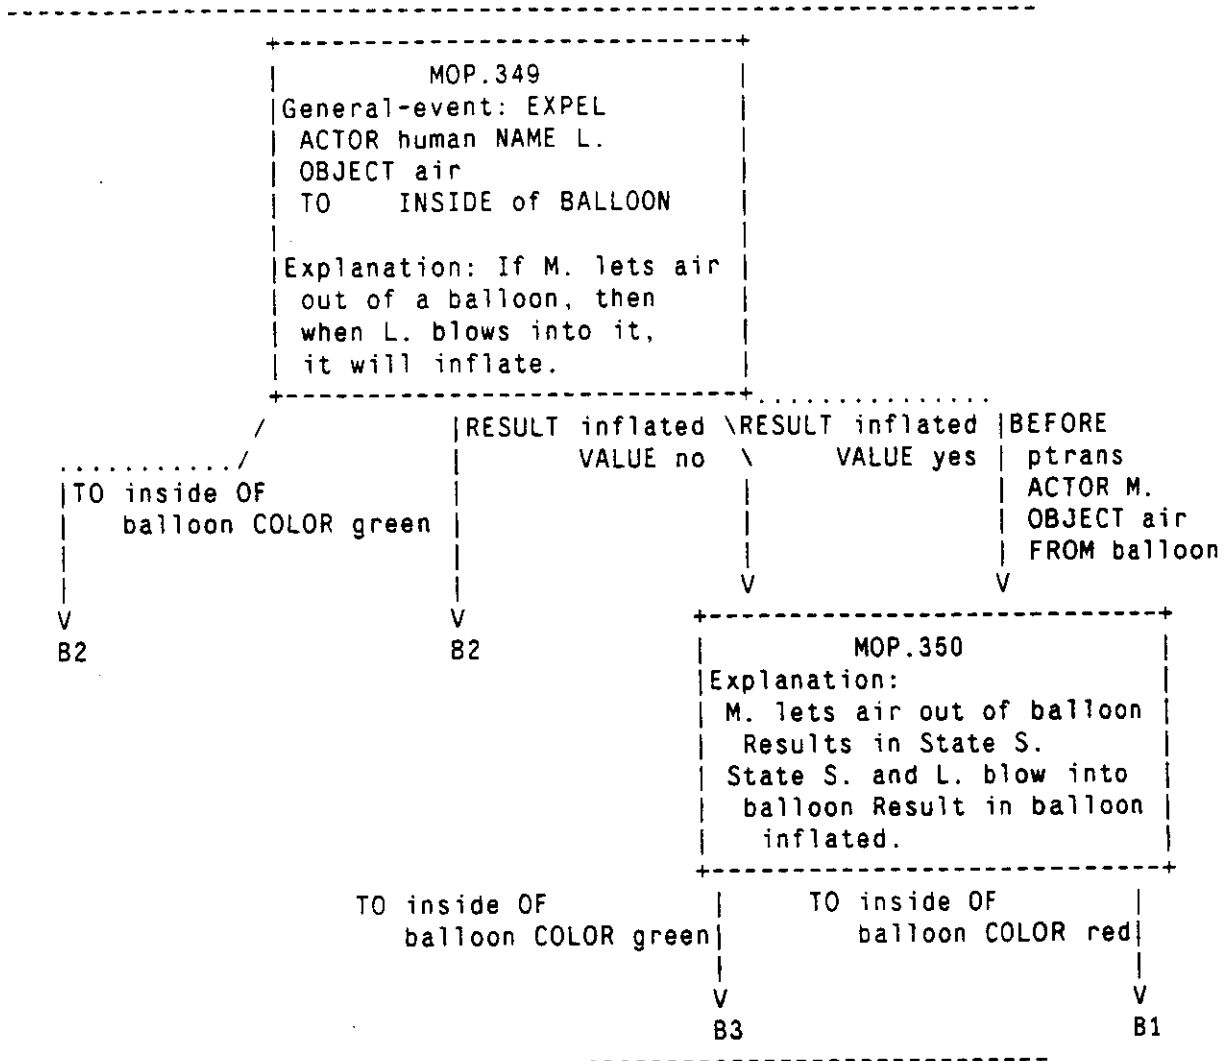 MOP.349
General-event: EXPEL
ACTOR human NAME L.
OBJECT air
TO INSIDE of BALLOON
Explanation: If M. lets air
out of a balloon, then
when L. blows into it,
it will inflate.
RESULT inflated
VALUE no
RESULT inflated
VALUE yes
BEFORE
ptrans
ACTOR M.
OBJECT air
FROM balloon
TO inside OF
balloon COLOR green
B2
B2
MOP.350
Explanation:
M. lets air out of balloon
Results in State S.
State S. and L. blow into
balloon Result in balloon
inflated.
TO inside OF
balloon COLOR green
TO inside OF
balloon COLOR red
B3
B1